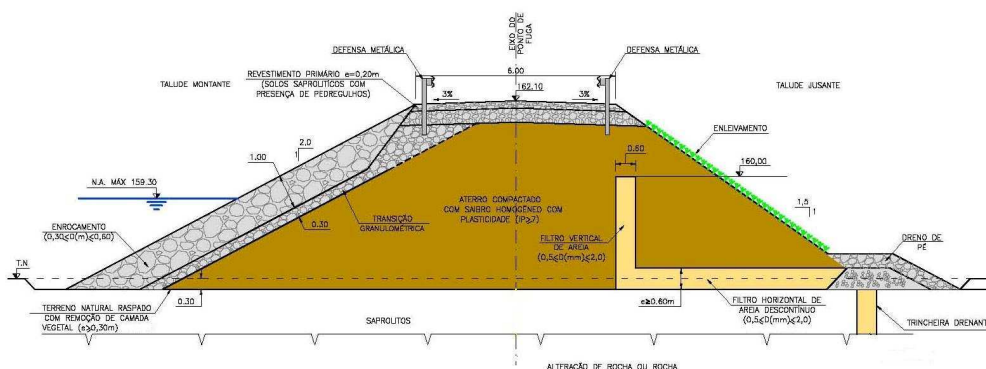 EIXO DO
PONTO DE
FUGA
DEFENSA METÁLICA
DEFENSA METÁLICA
TALUDE MONTANTE
REVESTIMENTO PRIMÁRIO e=0,20m
(SOLOS SAPROLITICOS COM
PRESENÇA DE PEDREGULHOS)
6.00
162.10
3%
3%
TALUDE JUSANTE
ENLEIVAMENTO
2,0
1
1.00
0.60
160,00
N.A. MÁX 159.30
ATERRO COMPACTADO
COM SAIBRO HOMOGÊNEO COM
PLASTICIDADE (IP≥7)
1,5
1
TRANSIÇÃO
GRANULOMÉTRICA
0.30
ENROCAMENTO
(0,30≤D(m)≤0,60)
FILTRO VERTICAL
DE AREIA
(0,5≤D(mm)≤2,0)
DRENO DE
PÉ
T.N
0.30
e≥0.60m
TERRENO NATURAL RASPADO
COM REMOÇÃO DE CAMADA
VEGETAL (e≥0,30m)
FILTRO HORIZONTAL DE
AREIA DESCONTÍNUO
(0,5≤D(mm)≤2,0)
SAPROLITOS
TRINCHEIRA DRENANT
ALTERAÇÃO DE ROCHA OU ROCHA